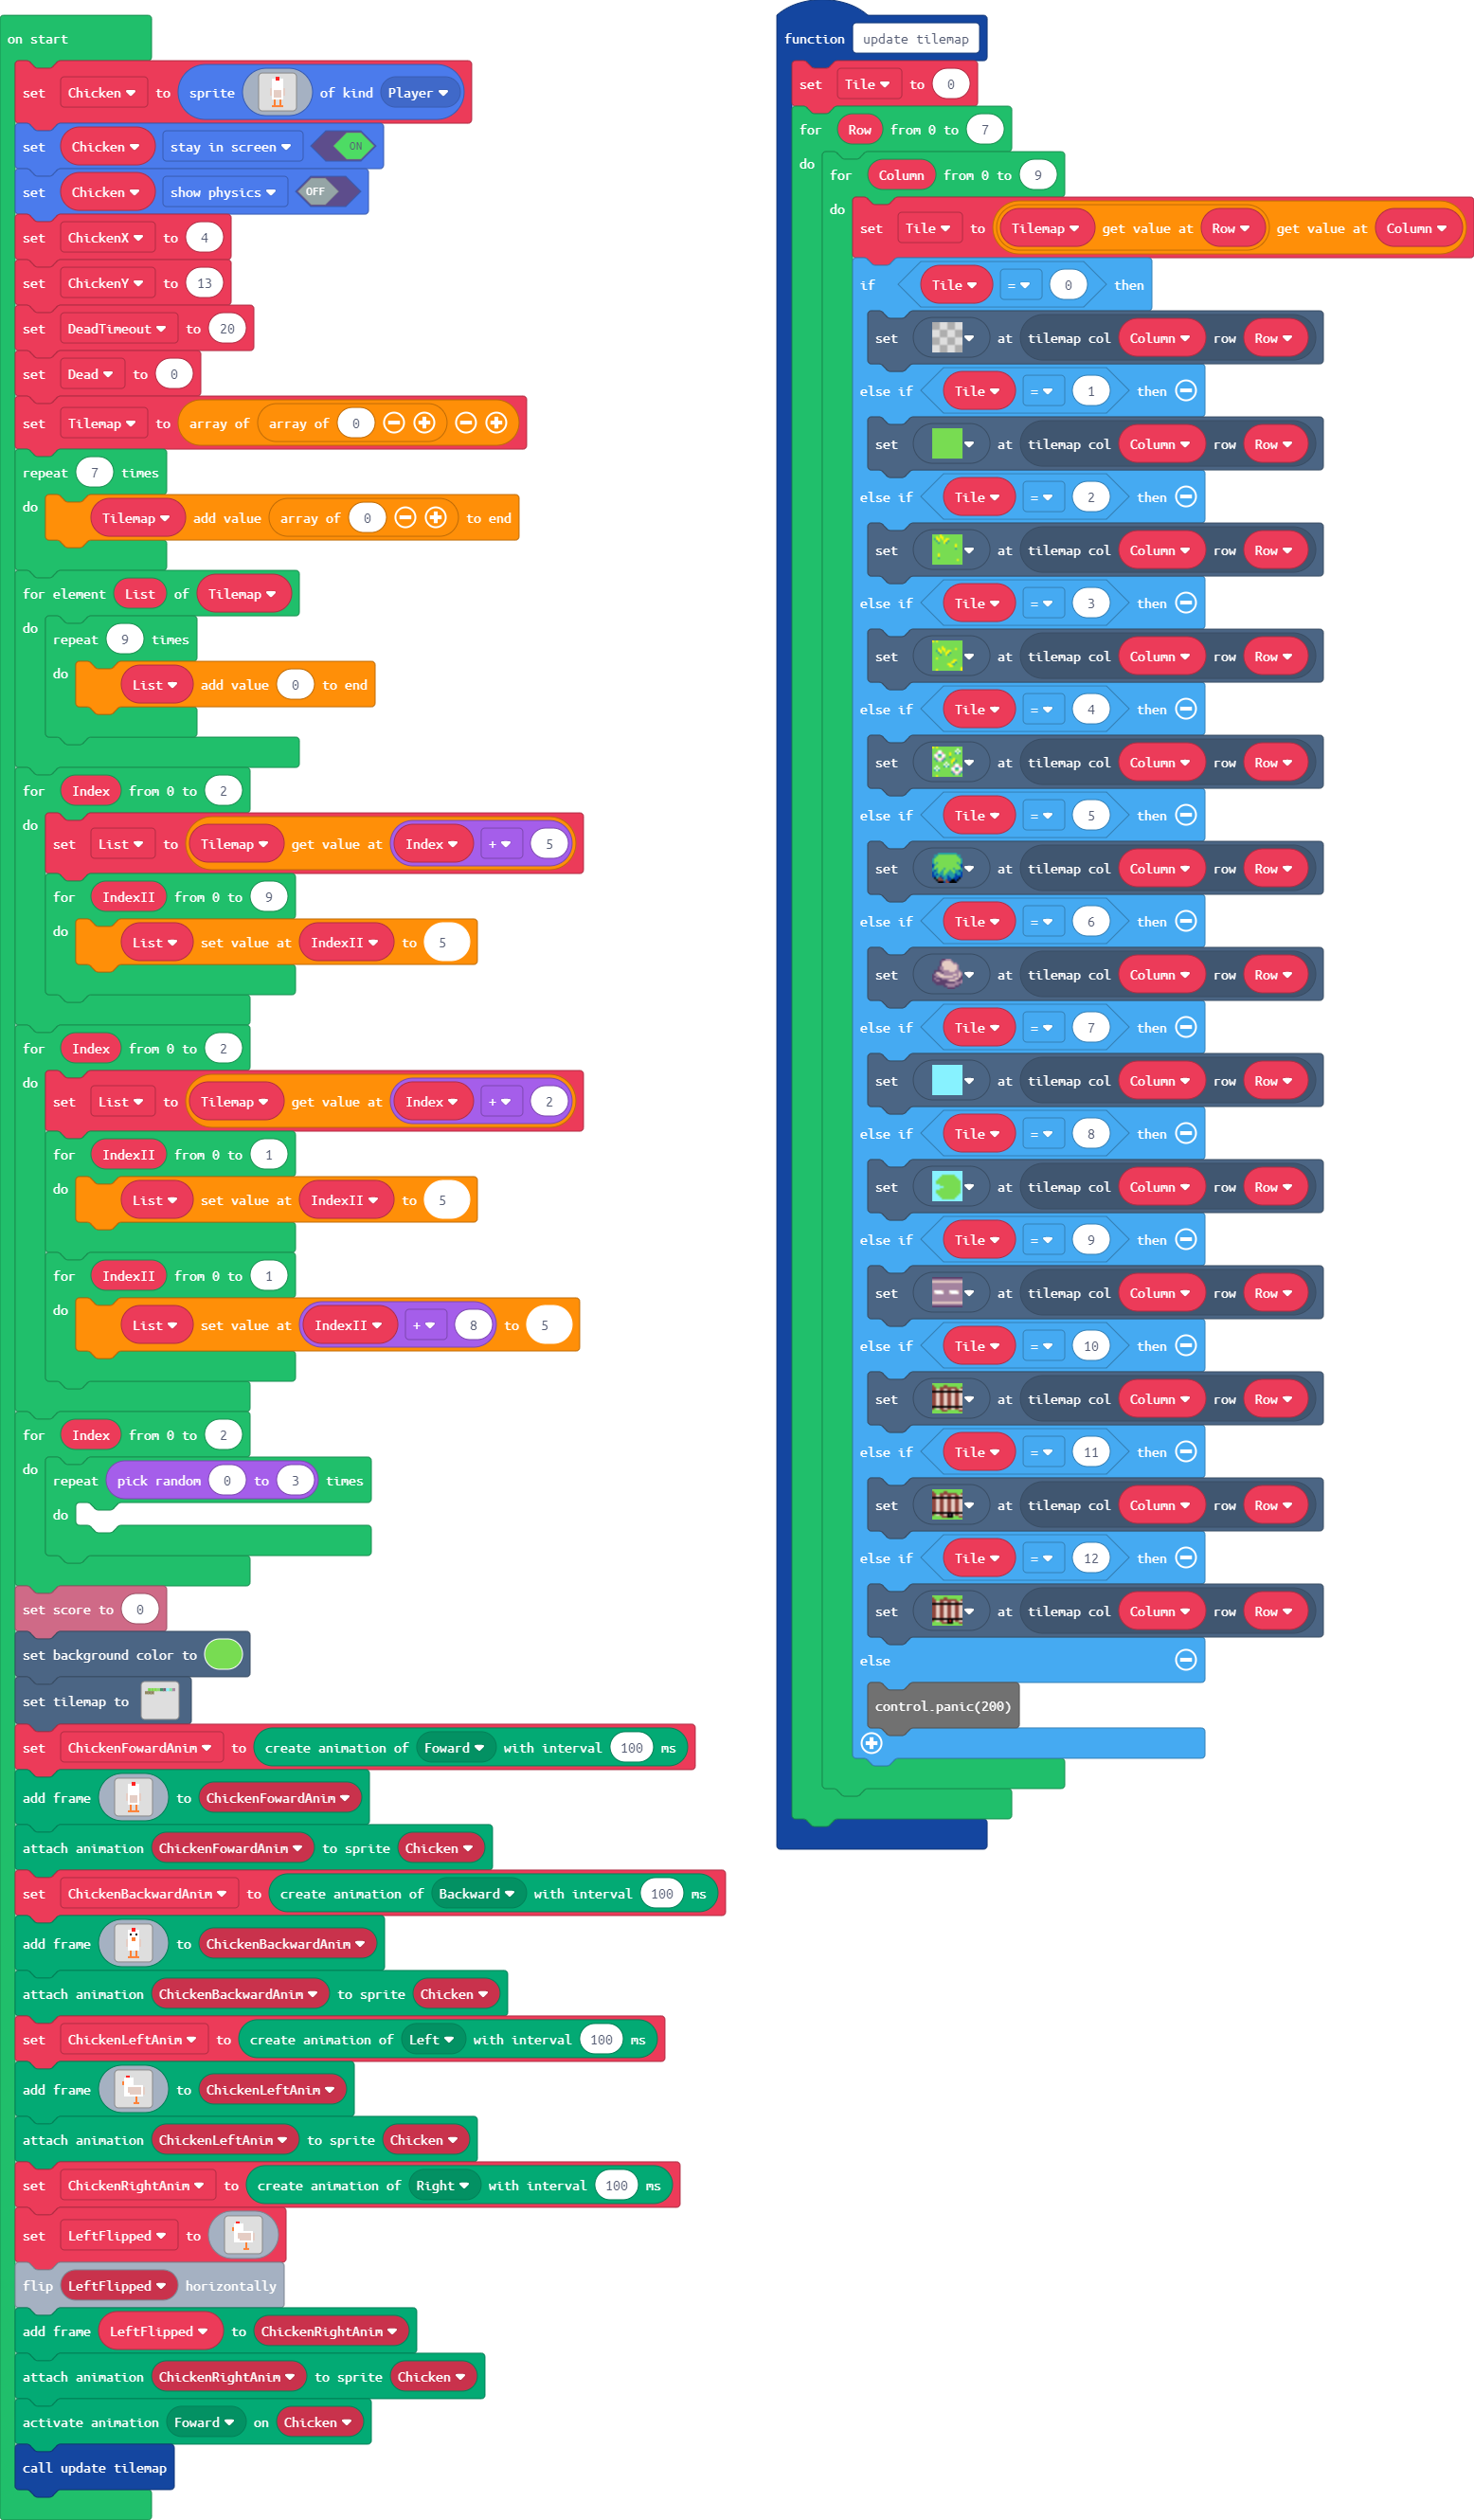 on start
set Chicken to sprite of kind Player
set Chicken stay in screen ON
set Chicken show physics OFF
set ChickenX to 4
set ChickenY to 13
set DeadTimeout to 20
set Dead to 0
set Tilemap to array of array of 0
repeat 7 times
do Tilemap add value array of 0 to end
for element List of Tilemap
do repeat 9 times
do List add value 0 to end
for Index from 0 to 2
do set List to Tilemap get value at Index + 5
for IndexII from 0 to 9
do List set value at IndexII to 5
for Index from 0 to 2
do set List to Tilemap get value at Index + 2
for IndexII from 0 to 1
do List set value at IndexII to 5
for IndexII from 0 to 1
do List set value at IndexII + 8 to 5
for Index from 0 to 2
do repeat pick random 0 to 3 times
do
set score to 0
set background color to
set tilemap to
set ChickenFowardAnim to create animation of Foward with interval 100 ms
add frame to ChickenFowardAnim
attach animation ChickenFowardAnim to sprite Chicken
set ChickenBackwardAnim to create animation of Backward with interval 100 ms
add frame to ChickenBackwardAnim
attach animation ChickenBackwardAnim to sprite Chicken
set ChickenLeftAnim to create animation of Left with interval 100 ms
add frame to ChickenLeftAnim
attach animation ChickenLeftAnim to sprite Chicken
set ChickenRightAnim to create animation of Right with interval 100 ms
set LeftFlipped to
flip LeftFlipped horizontally
add frame LeftFlipped to ChickenRightAnim
attach animation ChickenRightAnim to sprite Chicken
activate animation Foward on Chicken
call update tilemap
function update tilemap
set Tile to 0
for Row from 0 to 7
do for Column from 0 to 9
do set Tile to Tilemap get value at Row get value at Column
if Tile = 0 then
set at tilemap col Column row Row
else if Tile = 1 then
set at tilemap col Column row Row
else if Tile = 2 then
set at tilemap col Column row Row
else if Tile = 3 then
set at tilemap col Column row Row
else if Tile = 4 then
set at tilemap col Column row Row
else if Tile = 5 then
set at tilemap col Column row Row
else if Tile = 6 then
set at tilemap col Column row Row
else if Tile = 7 then
set at tilemap col Column row Row
else if Tile = 8 then
set at tilemap col Column row Row
else if Tile = 9 then
set at tilemap col Column row Row
else if Tile = 10 then
set at tilemap col Column row Row
else if Tile = 11 then
set at tilemap col Column row Row
else if Tile = 12 then
set at tilemap col Column row Row
else
control.panic(200)